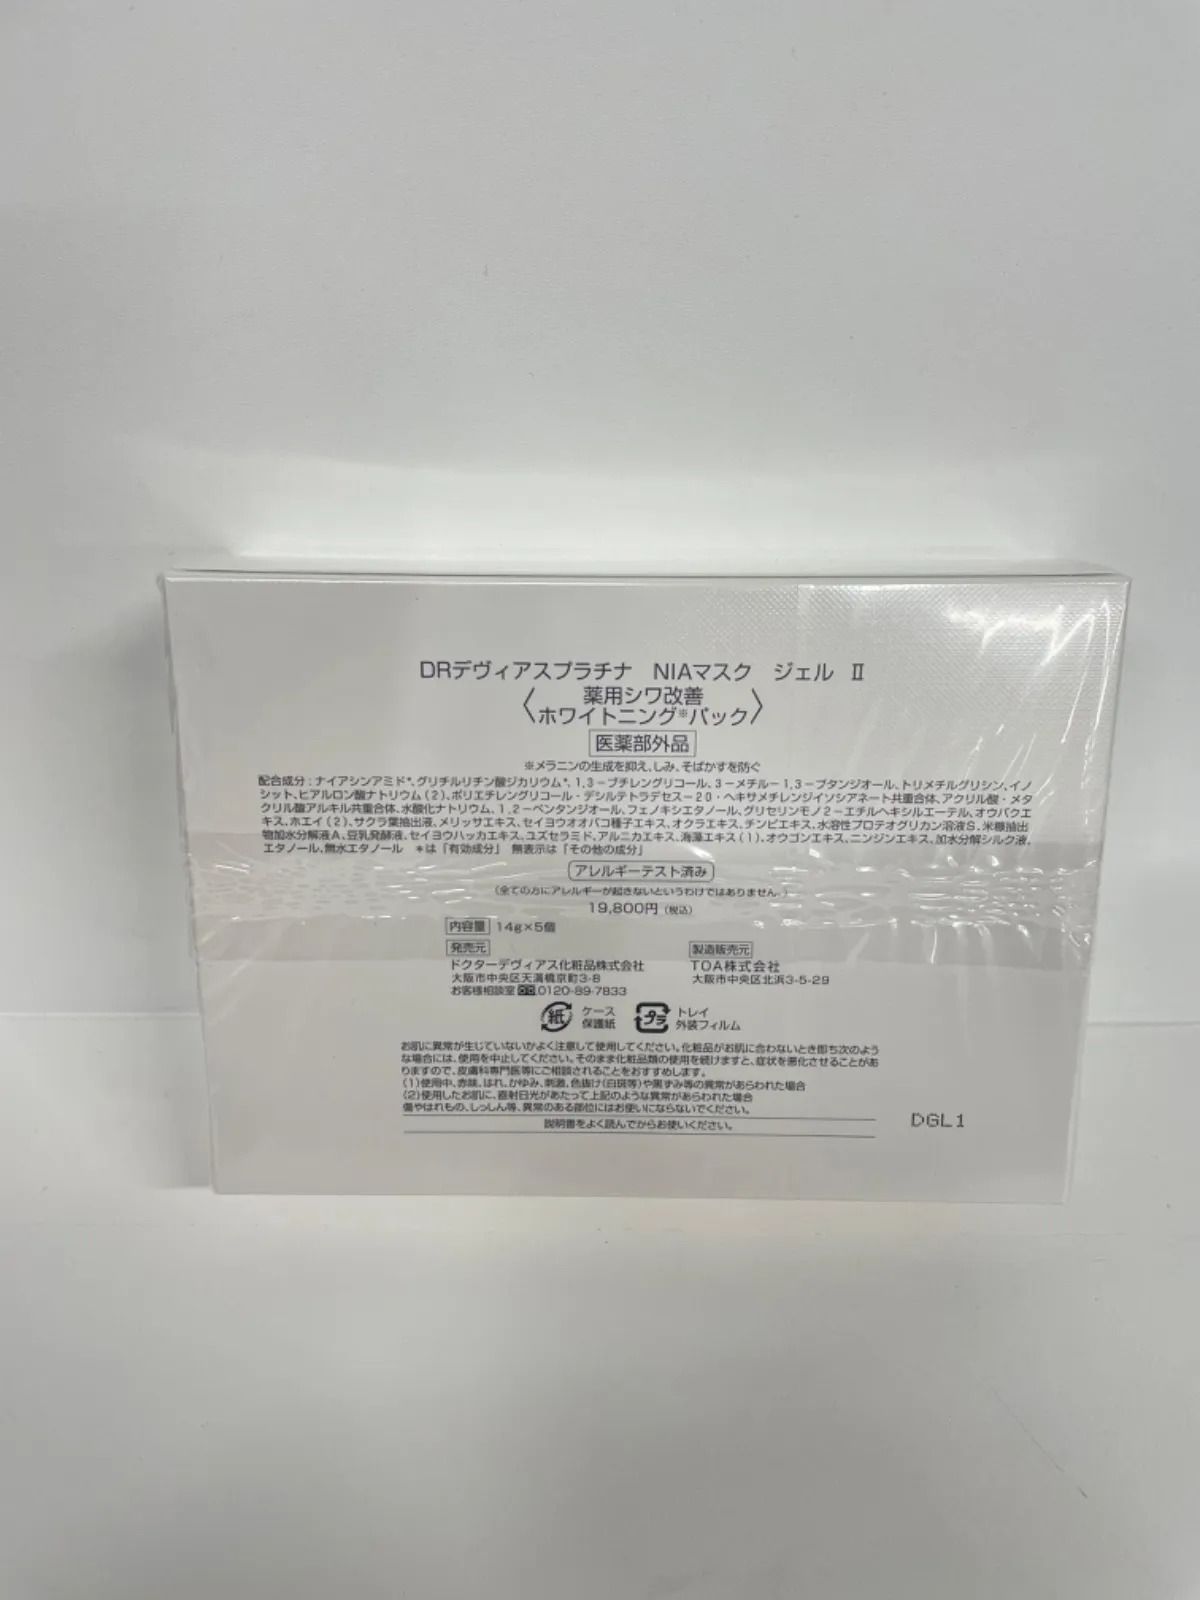 DRデヴィアスプラチナ　NIAマスク　ジェル　Ⅱ
〈薬用シワ改善
ホワイトニング※パック〉
医薬部外品
※メラニンの生成を抑え、しみ、そばかすを防ぐ
配合成分：ナイアシンアミド*、グリチルリチン酸ジカリウム*、1,3－ブチレングリコール、3－メチル－1,3－ブタンジオール、トリメチルグリシン、イノ
シット、ヒアルロン酸ナトリウム(2)、ポリエチレングリコール・デシルテトラデセス－20・ヘキサメチレンジイソシアネート共重合体、アクリル酸・メタ
クリル酸アルキル共重合体、水酸化ナトリウム、1,2－ペンタンジオール、フェノキシエタノール、グリセリンモノ2－エチルヘキシルエーテル、オウバクエ
キス、ホエイ(2)、サクラ葉抽出液、メリッサエキス、セイヨウオオバコ種子エキス、オクラエキス、チンピエキス、水溶性プロテオグリカン溶液S、米糠抽出
物加水分解液A、豆乳発酵液、セイヨウハッカエキス、ユズセラミド、アルニカエキス、海藻エキス(1)、オウゴンエキス、ニンジンエキス、加水分解シルク液、
エタノール、無水エタノール　*は「有効成分」　無表示は「その他の成分」
アレルギーテスト済み
(全ての方にアレルギーが起きないというわけではありません。)
19,800円（税込）
内容量 14g×5個
発売元
ドクターデヴィアス化粧品株式会社
大阪市中央区天満橋京町3-8
お客様相談室 0120-89-7833
製造販売元
TOA株式会社
大阪市中央区北浜3-5-29
紙 ケース
保護紙
プラ トレイ
外装フィルム
お肌に異常が生じていないかよく注意して使用してください。化粧品がお肌に合わないとき即ち次のよう
な場合には、使用を中止してください。そのまま化粧品類の使用を続けますと、症状を悪化させることがあ
りますので、皮膚科専門医等にご相談されることをおすすめします。
(1)使用中、赤味、はれ、かゆみ、刺激、色抜け(白斑等)や黒ずみ等の異常があらわれた場合
(2)使用したお肌に、直射日光があたって上記のような異常があらわれた場合
傷やはれもの、しっしん等、異常のある部位にはお使いにならないでください。
説明書をよく読んでからお使いください。
DGL1